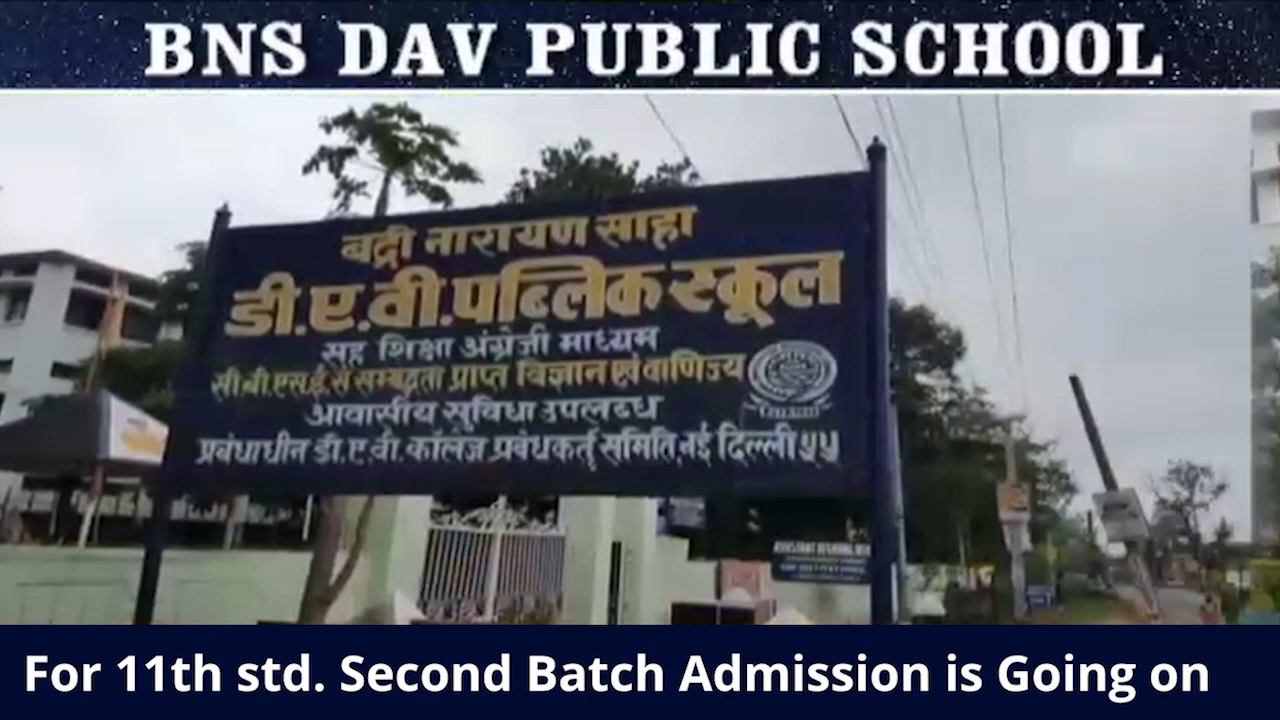 BNS DAV PUBLIC SCHOOL
बद्री नारायण साहा
डी.ए.वी.पब्लिक स्कूल
सह शिक्षा अंग्रेजी माध्यम
सी.बी.एस.ई.से सम्बद्धता प्राप्त विज्ञान एवं वाणिज्य
आवासीय सुविधा उपलब्ध
प्रबंधाधीन डी.ए.वी. कॉलेज प्रबंधकर्तृ समिति,नई दिल्ली ५५
For 11th std. Second Batch Admission is Going on